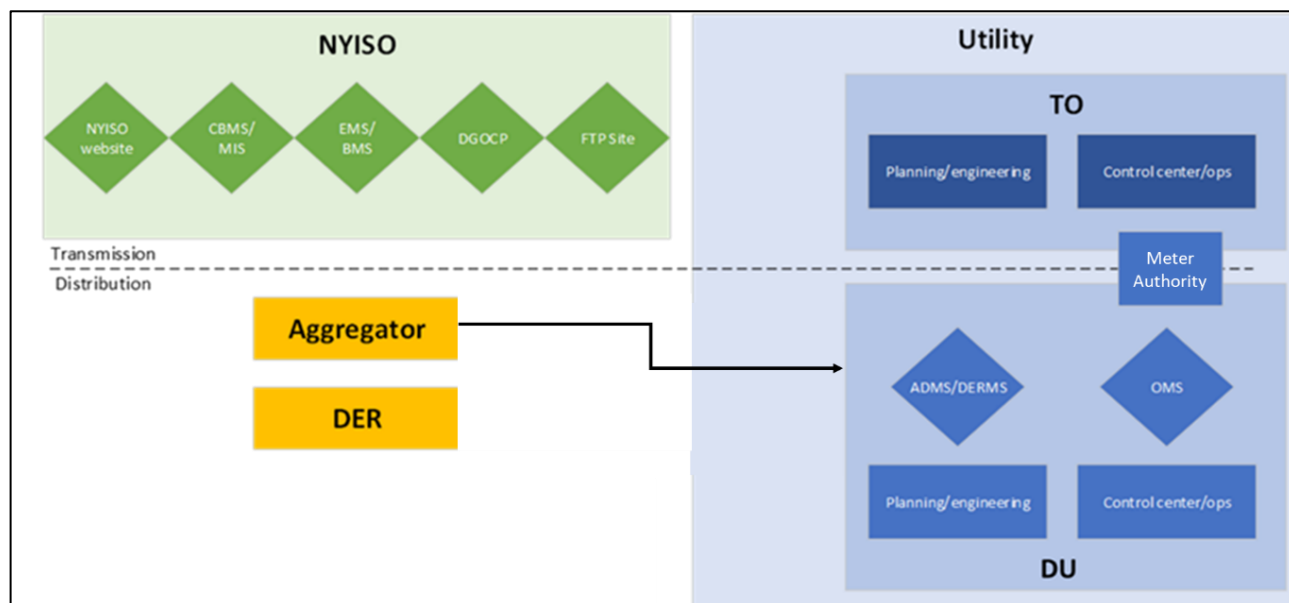 NYISO
Utility
NYISO
website
CBMS/
MIS
EMS/
BMS
DGOCP
FTP Site
TO
Planning/engineering
Control center/ops
Transmission
Distribution
Meter
Authority
Aggregator
DER
ADMS/DERMS
OMS
Planning/engineering
Control center/ops
DU